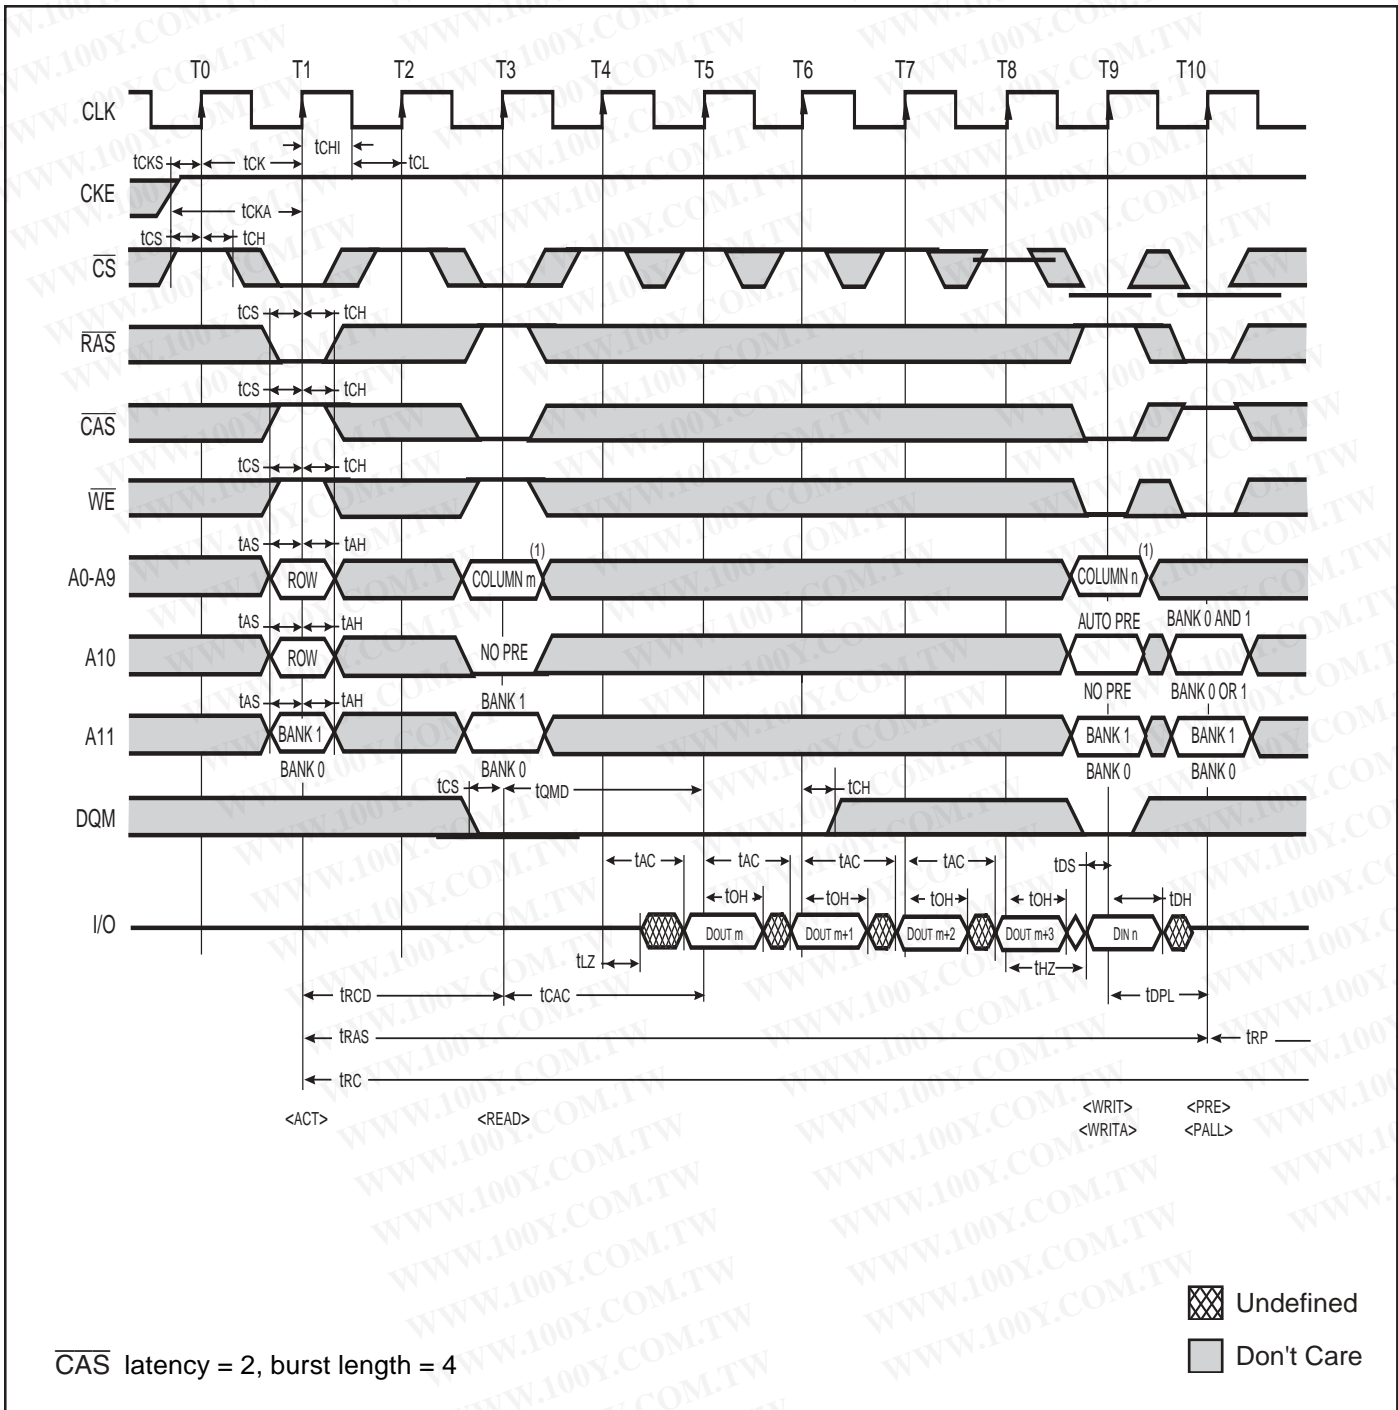 T0 T1 T2 T3 T4 T5 T6 T7 T8 T9 T10
CLK
tCHI
tCKS tCK tCL
CKE
tCKA
tCS tCH
CS
tCS tCH
RAS
tCS tCH
CAS
tCS tCH
WE
tAS tAH (1) (1)
A0-A9 ROW COLUMN m COLUMN n
tAS tAH AUTO PRE BANK 0 AND 1
A10 ROW NO PRE
tAS tAH BANK 1 NO PRE BANK 0 OR 1
A11 BANK 1 BANK 1 BANK 1
BANK 0 BANK 0 BANK 0 BANK 0
tCS tQMD tCH
DQM
tAC tAC tAC tAC tDS
tOH tOH tOH tOH tDH
I/O DOUT m DOUT m+1 DOUT m+2 DOUT m+3 DIN n
tLZ tHZ
tRCD tCAC tDPL
tRAS tRP
tRC
<ACT> <READ> <WRIT> <PRE>
<WRITA> <PALL>
Undefined
Don't Care
CAS latency = 2, burst length = 4
WWW.100Y.COM.TW